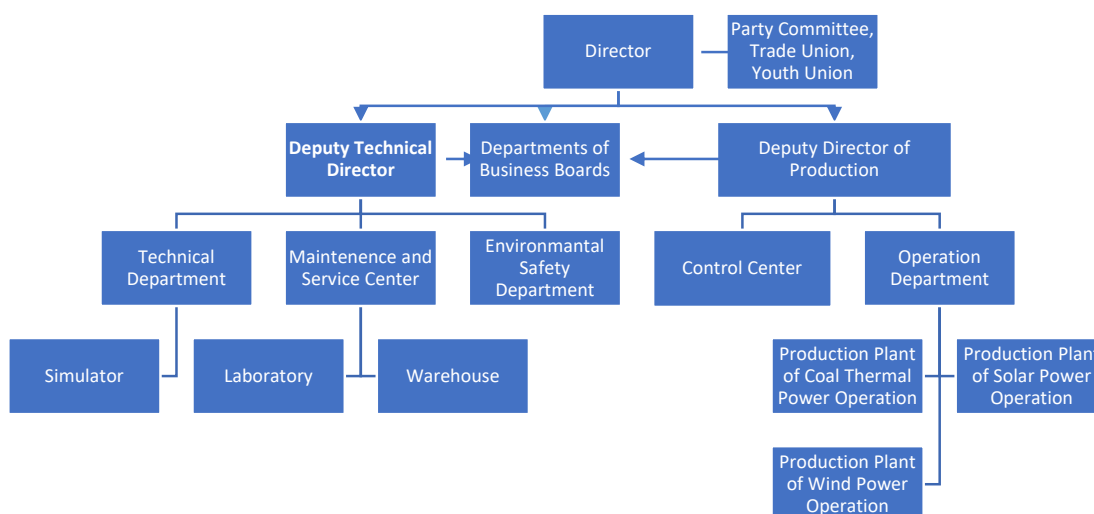 Director
Party Committee,
Trade Union,
Youth Union
Deputy Technical
Director
Departments of
Business Boards
Deputy Director of
Production
Technical
Department
Maintenence and
Service Center
Environmantal
Safety
Department
Control Center
Operation
Department
Simulator
Laboratory
Warehouse
Production Plant
of Coal Thermal
Power Operation
Production Plant
of Solar Power
Operation
Production Plant
of Wind Power
Operation